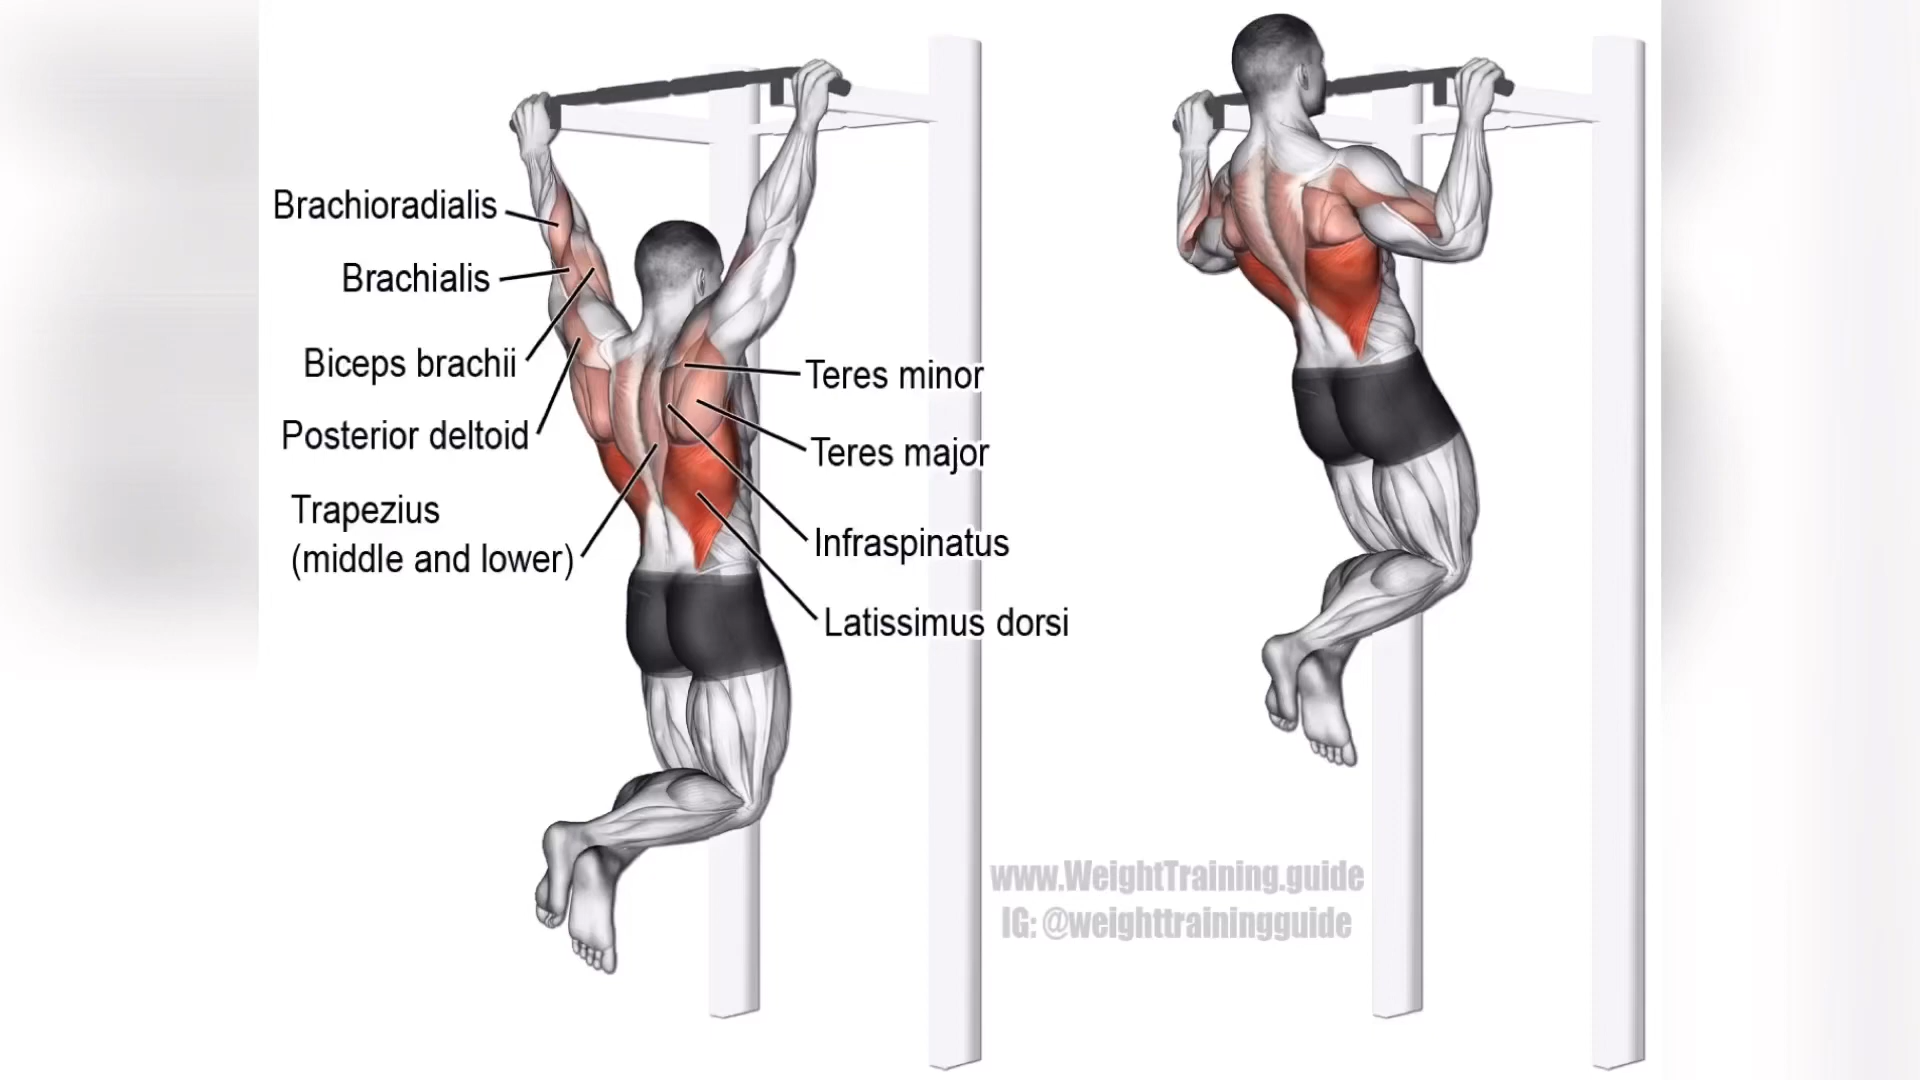 Brachioradialis
Brachialis
Biceps brachii
Posterior deltoid
Trapezius
(middle and lower)
Teres minor
Teres major
Infraspinatus
Latissimus dorsi
www.WeightTraining.guide
IG: @weighttrainingguide